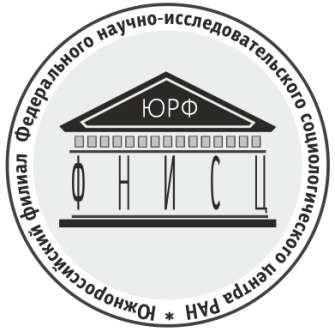 Южнороссийский филиал Федерального научно-исследовательского социологического центра РАН *
ЮРФ
ФНИСЦ